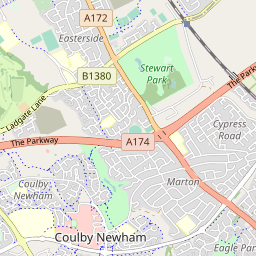 A172
Easterside
B1380
Stewart
Park
Ladgate Lane
The Parkway
A174
The Parkway
Cypress
Road
Coulby
Newham
Marton
Coulby Newham
Eagle Par